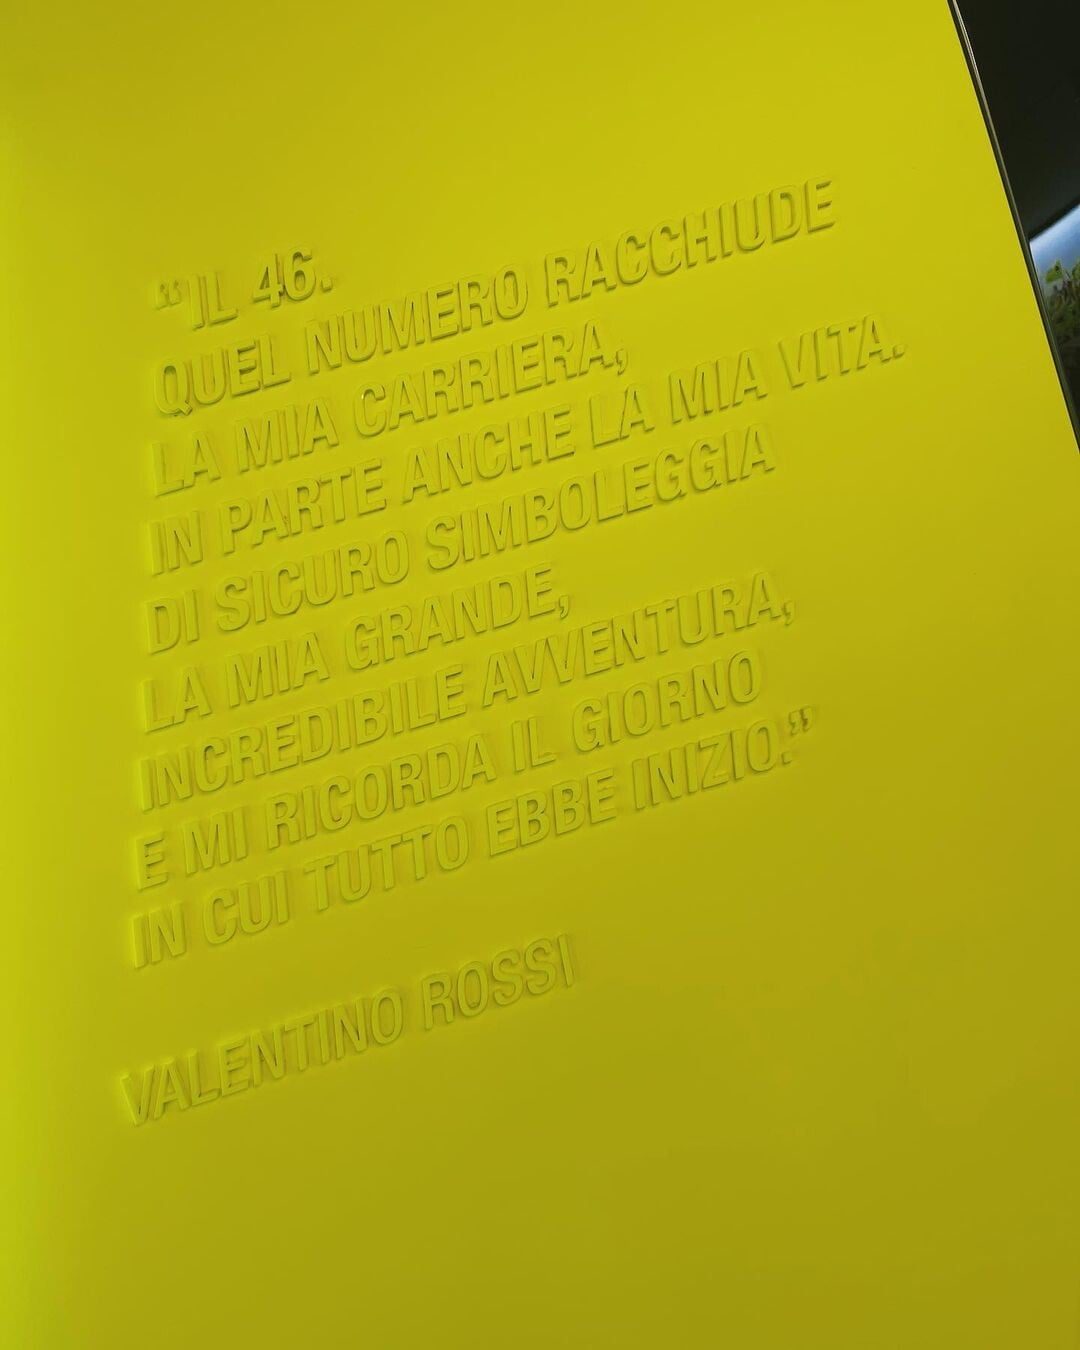 “IL 46.
QUEL NUMERO RACCHIUDE
LA MIA CARRIERA,
IN PARTE ANCHE LA MIA VITA.
DI SICURO SIMBOLEGGIA
LA MIA GRANDE,
INCREDIBILE AVVENTURA,
E MI RICORDA IL GIORNO
IN CUI TUTTO EBBE INIZIO.”
VALENTINO ROSSI